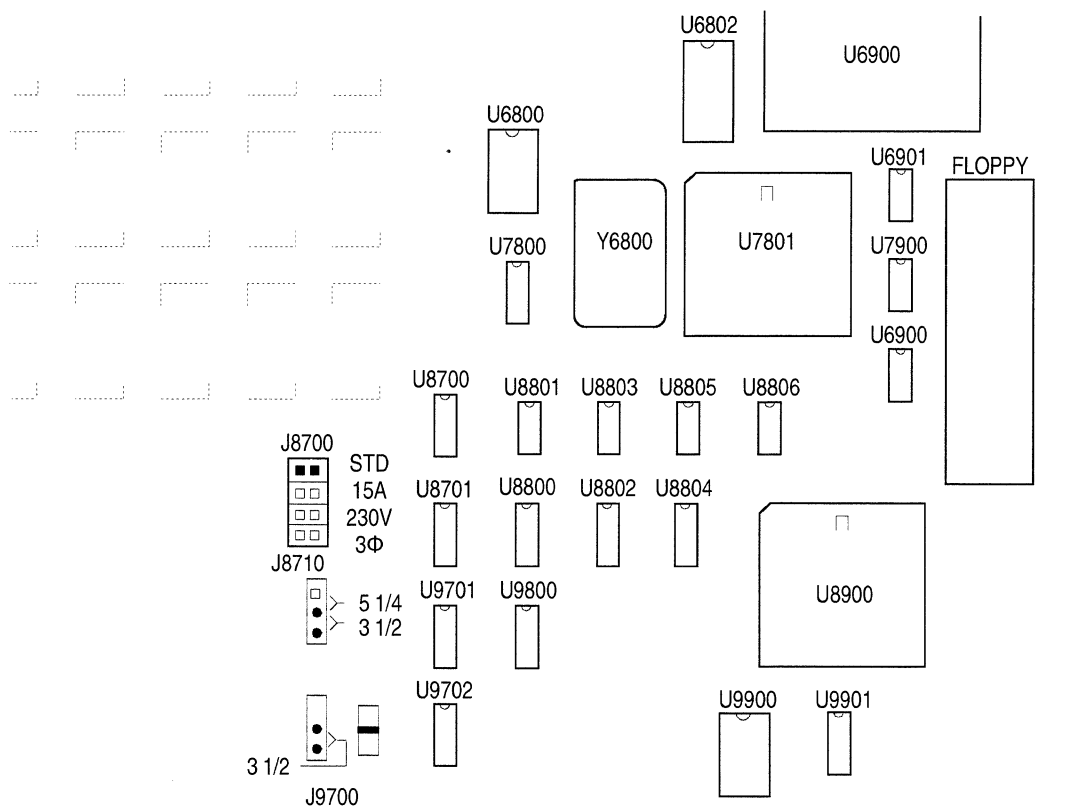 U6802
U6900
U6800
U6901
FLOPPY
Y6800
U7801
U7800
U7900
U6900
U8700
U8801
U8803
U8805
U8806
J8700
STD
15A
230V
3Φ
U8701
U8800
U8802
U8804
J8710
5 1/4
3 1/2
U9701
U9800
U8900
U9702
U9900
U9901
3 1/2
J9700